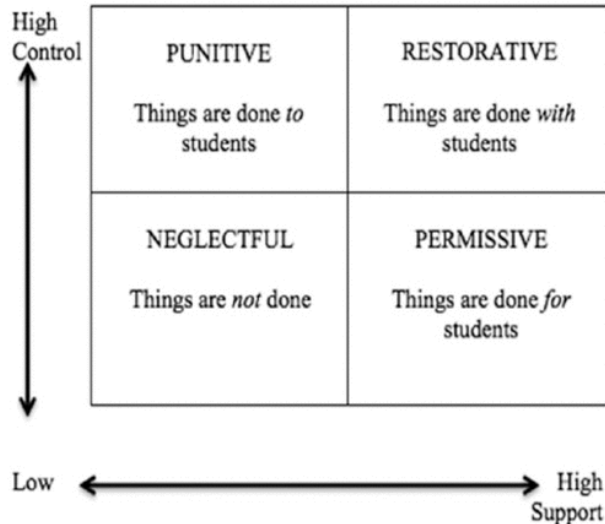 High
Control
PUNITIVE
Things are done to
students
RESTORATIVE
Things are done with
students
NEGLECTFUL
Things are not done
PERMISSIVE
Things are done for
students
Low
High
Support